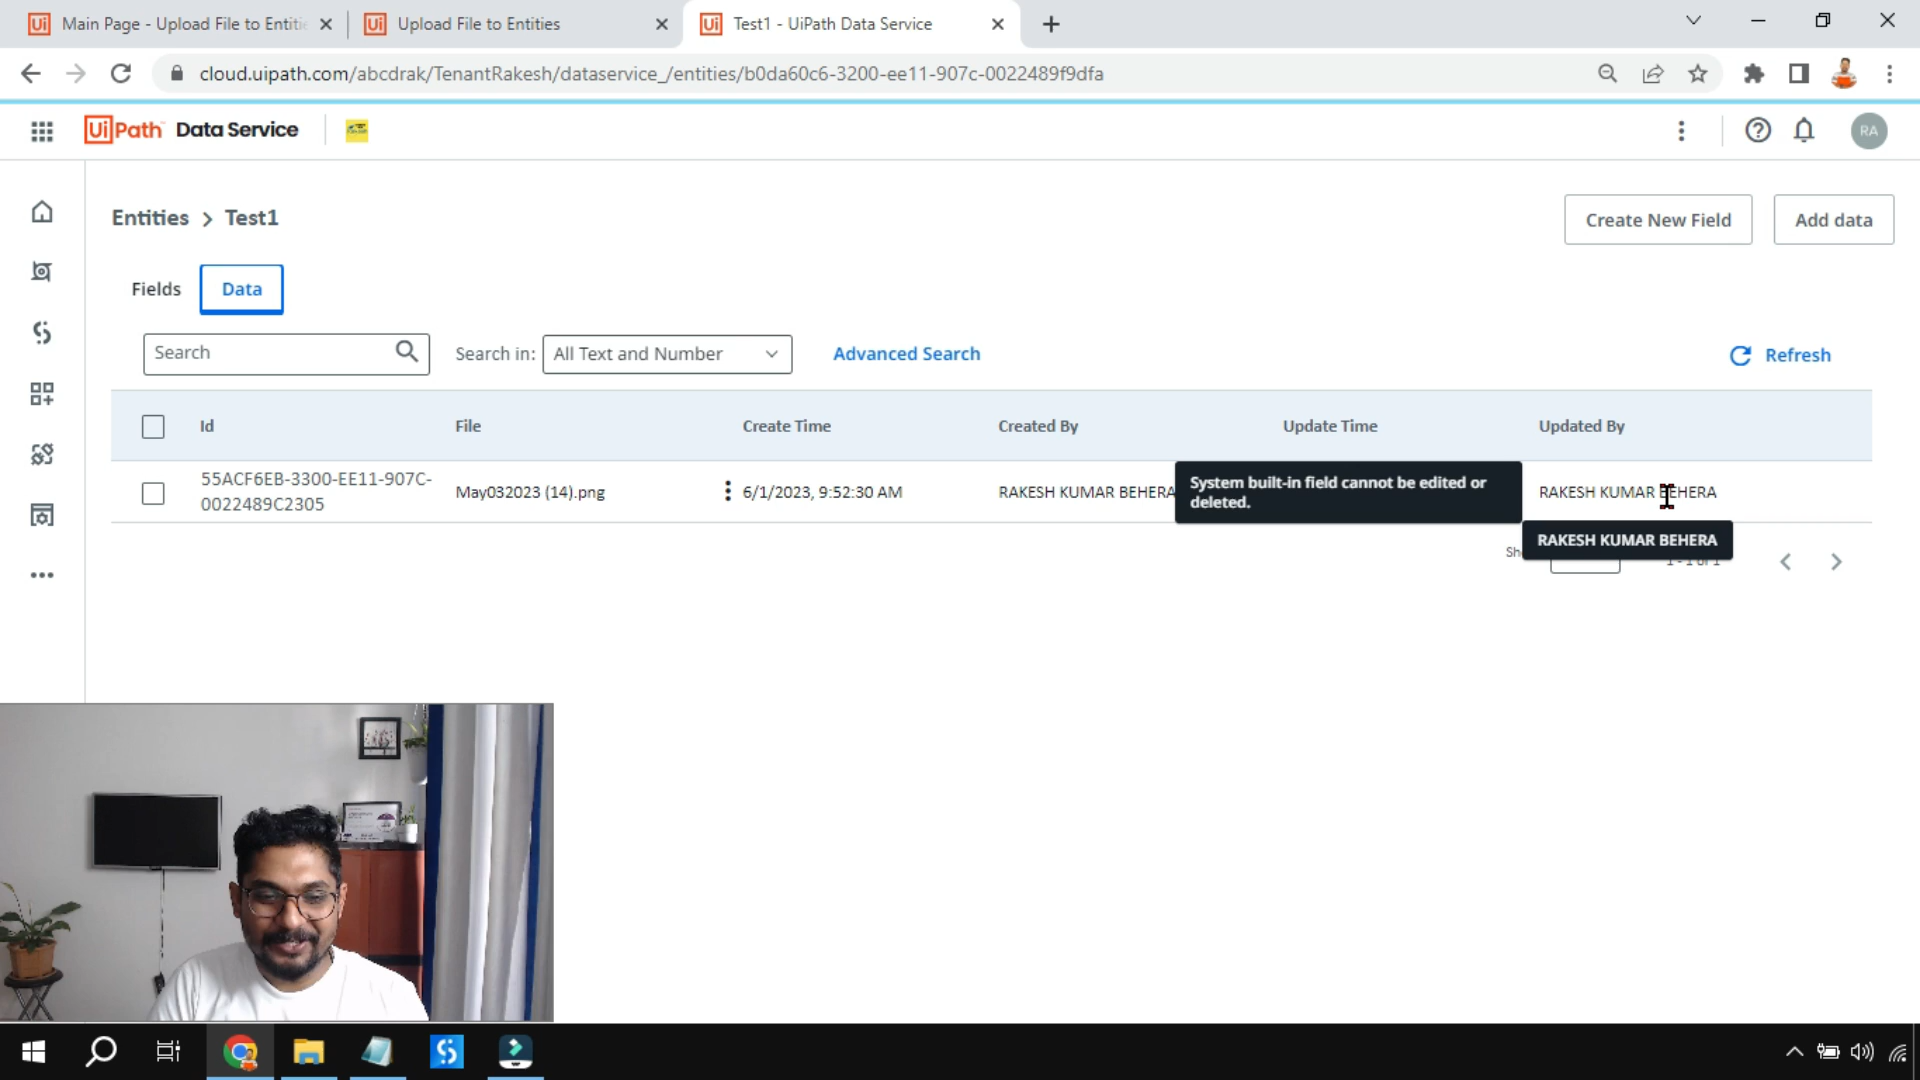 Main Page - Upload File to Entitie
Upload File to Entities
Test1 - UiPath Data Service
cloud.uipath.com/abcdrak/TenantRakesh/dataservice_/entities/b0da60c6-3200-ee11-907c-0022489f9dfa
UiPath Data Service
RA
Entities > Test1
Create New Field
Add data
Fields
Data
Search
Search in:
All Text and Number
Advanced Search
Refresh
Id
File
Create Time
Created By
Update Time
Updated By
55ACF6EB-3300-EE11-907C-
0022489C2305
May032023 (14).png
6/1/2023, 9:52:30 AM
RAKESH KUMAR BEHERA
System built-in field cannot be edited or
deleted.
RAKESH KUMAR BEHERA
RAKESH KUMAR BEHERA